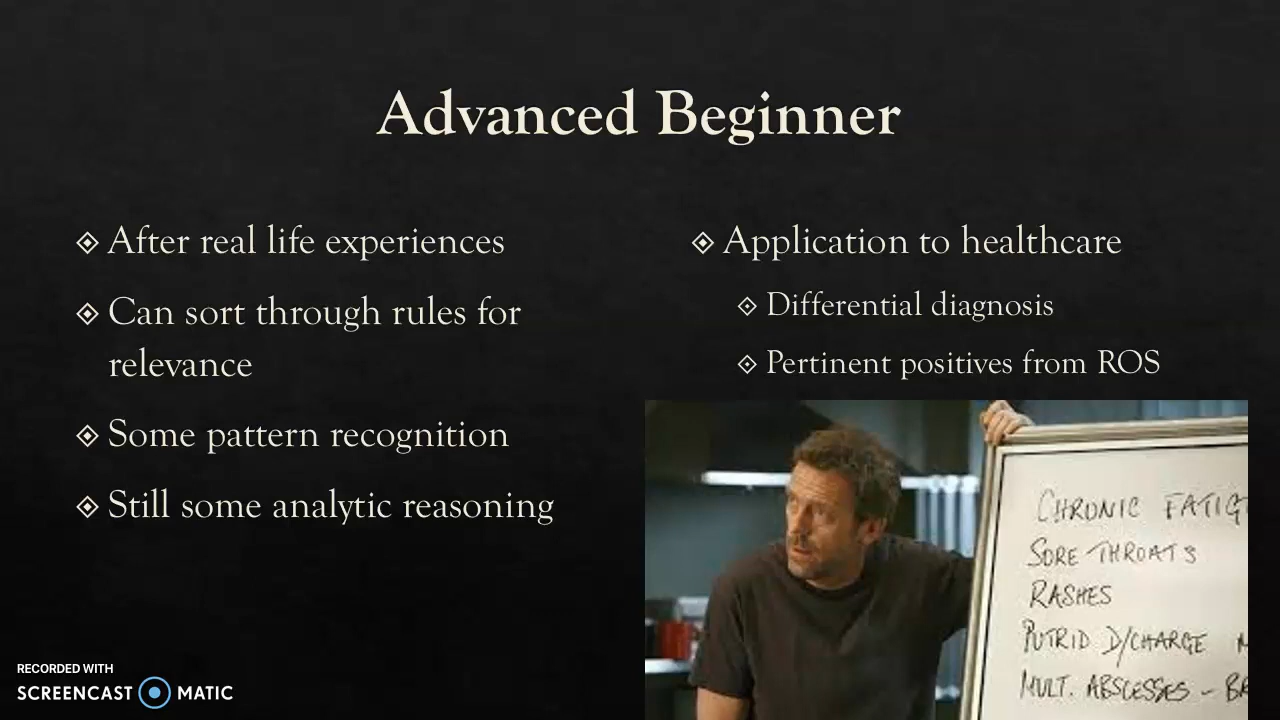 Advanced Beginner
After real life experiences
Can sort through rules for
relevance
Some pattern recognition
Still some analytic reasoning
Application to healthcare
Differential diagnosis
Pertinent positives from ROS
CHRONIC
SORE THROATS
RASHES
PUTRID D/CHARGE
MULT. ABSCESSES -
RECORDED WITH
SCREENCAST MATIC